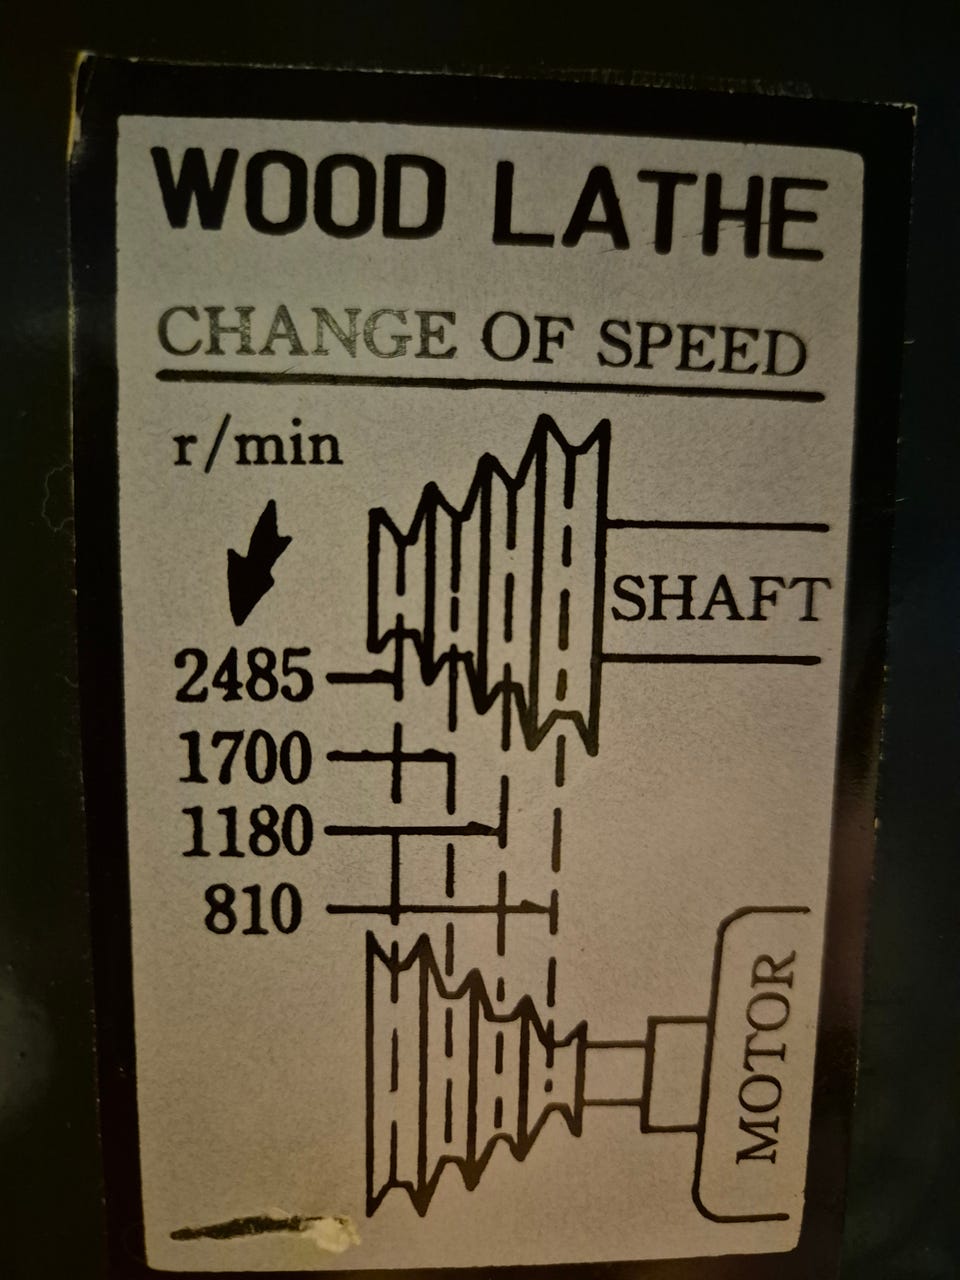 WOOD LATHE
CHANGE OF SPEED
r/min
SHAFT
2485
1700
1180
810
MOTOR